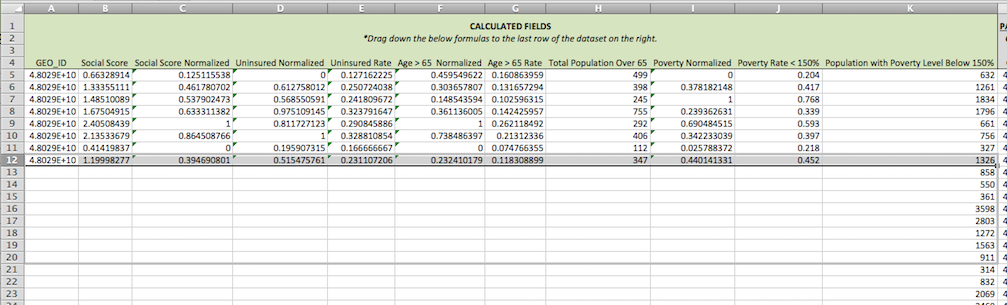 A B C D E F G H I J K
1 CALCULATED FIELDS
2 *Drag down the below formulas to the last row of the dataset on the right.
3
4 GEO_ID Social Score Social Score Normalized Uninsured Normalized Uninsured Rate Age > 65 Normalized Age > 65 Rate Total Population Over 65 Poverty Normalized Poverty Rate < 150% Population with Poverty Level Below 150%
5 4.8029E+10 0.66328914 0.125115538 0 0.127162225 0.459549622 0.160863959 499 0 0.204 632
6 4.8029E+10 1.33355111 0.461780702 0.612758012 0.250724038 0.303657807 0.131657294 398 0.378182148 0.417 1261
7 4.8029E+10 1.48510089 0.537902473 0.568550591 0.241809672 0.148543594 0.102596315 245 1 0.768 1834
8 4.8029E+10 1.67504915 0.633311382 0.975109145 0.323791647 0.361136005 0.142425957 755 0.239362631 0.339 1796
9 4.8029E+10 2.40508439 1 0.811727123 0.290845886 1 0.262118492 292 0.690484515 0.593 661
10 4.8029E+10 2.13533679 0.864508766 1 0.328810854 0.738486397 0.21312336 406 0.342233039 0.397 756
11 4.8029E+10 0.41419837 0 0.195907315 0.166666667 0 0.074766355 112 0.025788372 0.218 327
12 4.8029E+10 1.19998277 0.394690801 0.515475761 0.231107206 0.232410179 0.118308899 347 0.440141331 0.452 1326
13 858
14 550
15 361
16 3598
17 2803
18 1272
19 1563
20 911
21 314
22 832
23 2069